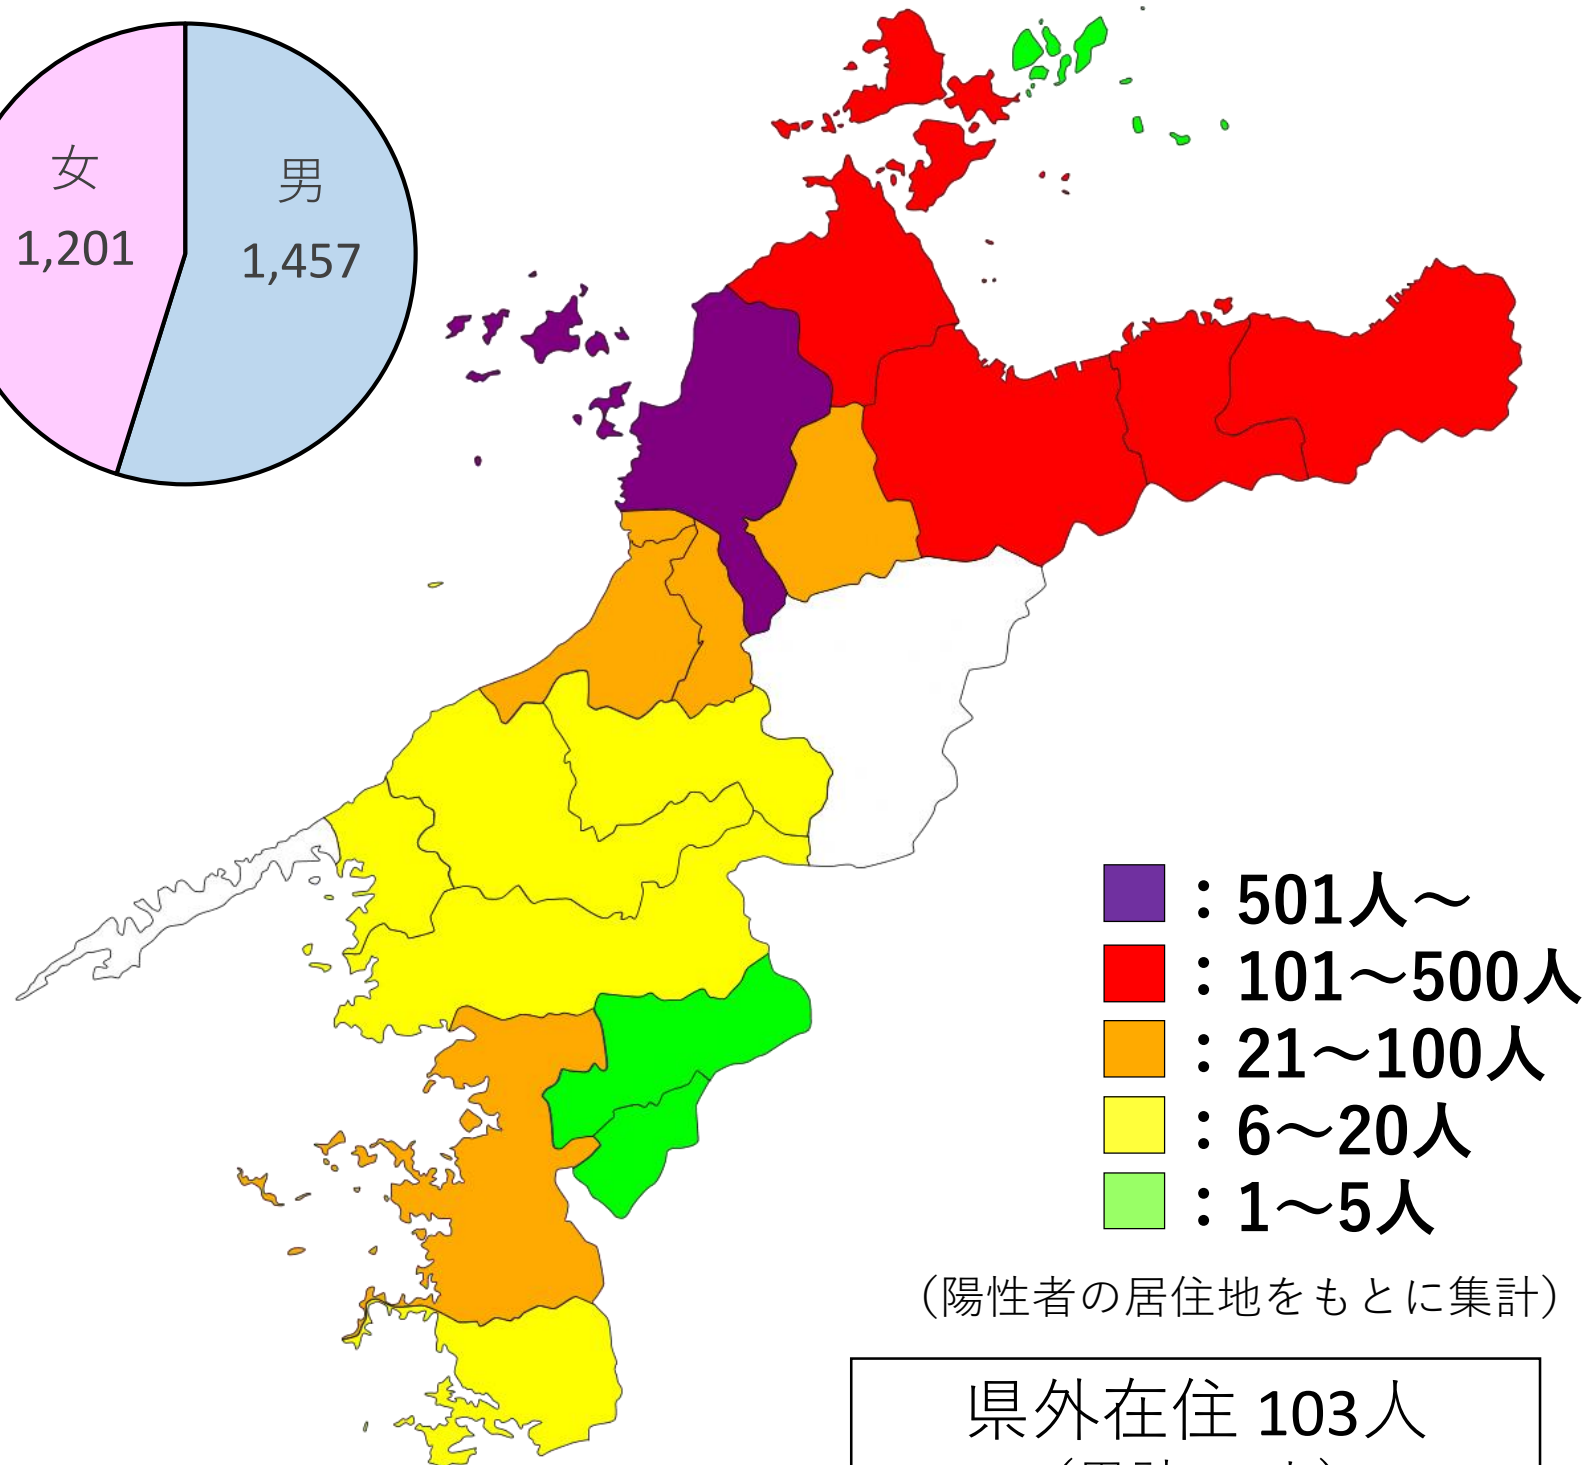 女
1,201
男
1,457
：501人～
：101～500人
：21～100人
：6～20人
：1～5人
（陽性者の居住地をもとに集計）
県外在住 103人